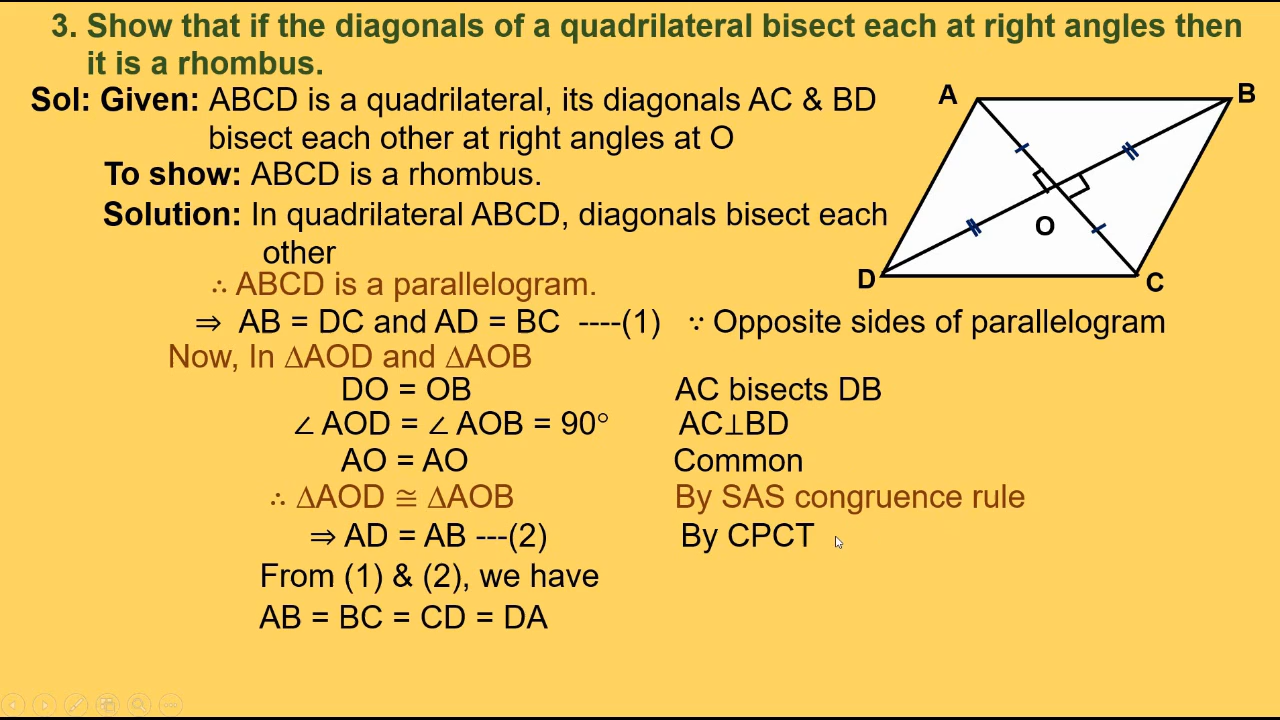 3. Show that if the diagonals of a quadrilateral bisect each at right angles then
it is a rhombus.
Sol: Given: ABCD is a quadrilateral, its diagonals AC & BD
bisect each other at right angles at O
To show: ABCD is a rhombus.
Solution: In quadrilateral ABCD, diagonals bisect each
other
∴ ABCD is a parallelogram.
⇒ AB = DC and AD = BC ----(1) ∵ Opposite sides of parallelogram
Now, In ∆AOD and ∆AOB
DO = OB AC bisects DB
∠ AOD = ∠ AOB = 90° AC⊥BD
AO = AO Common
∴ ∆AOD ≅ ∆AOB By SAS congruence rule
⇒ AD = AB ---(2) By CPCT
From (1) & (2), we have
AB = BC = CD = DA
A
B
O
D
C